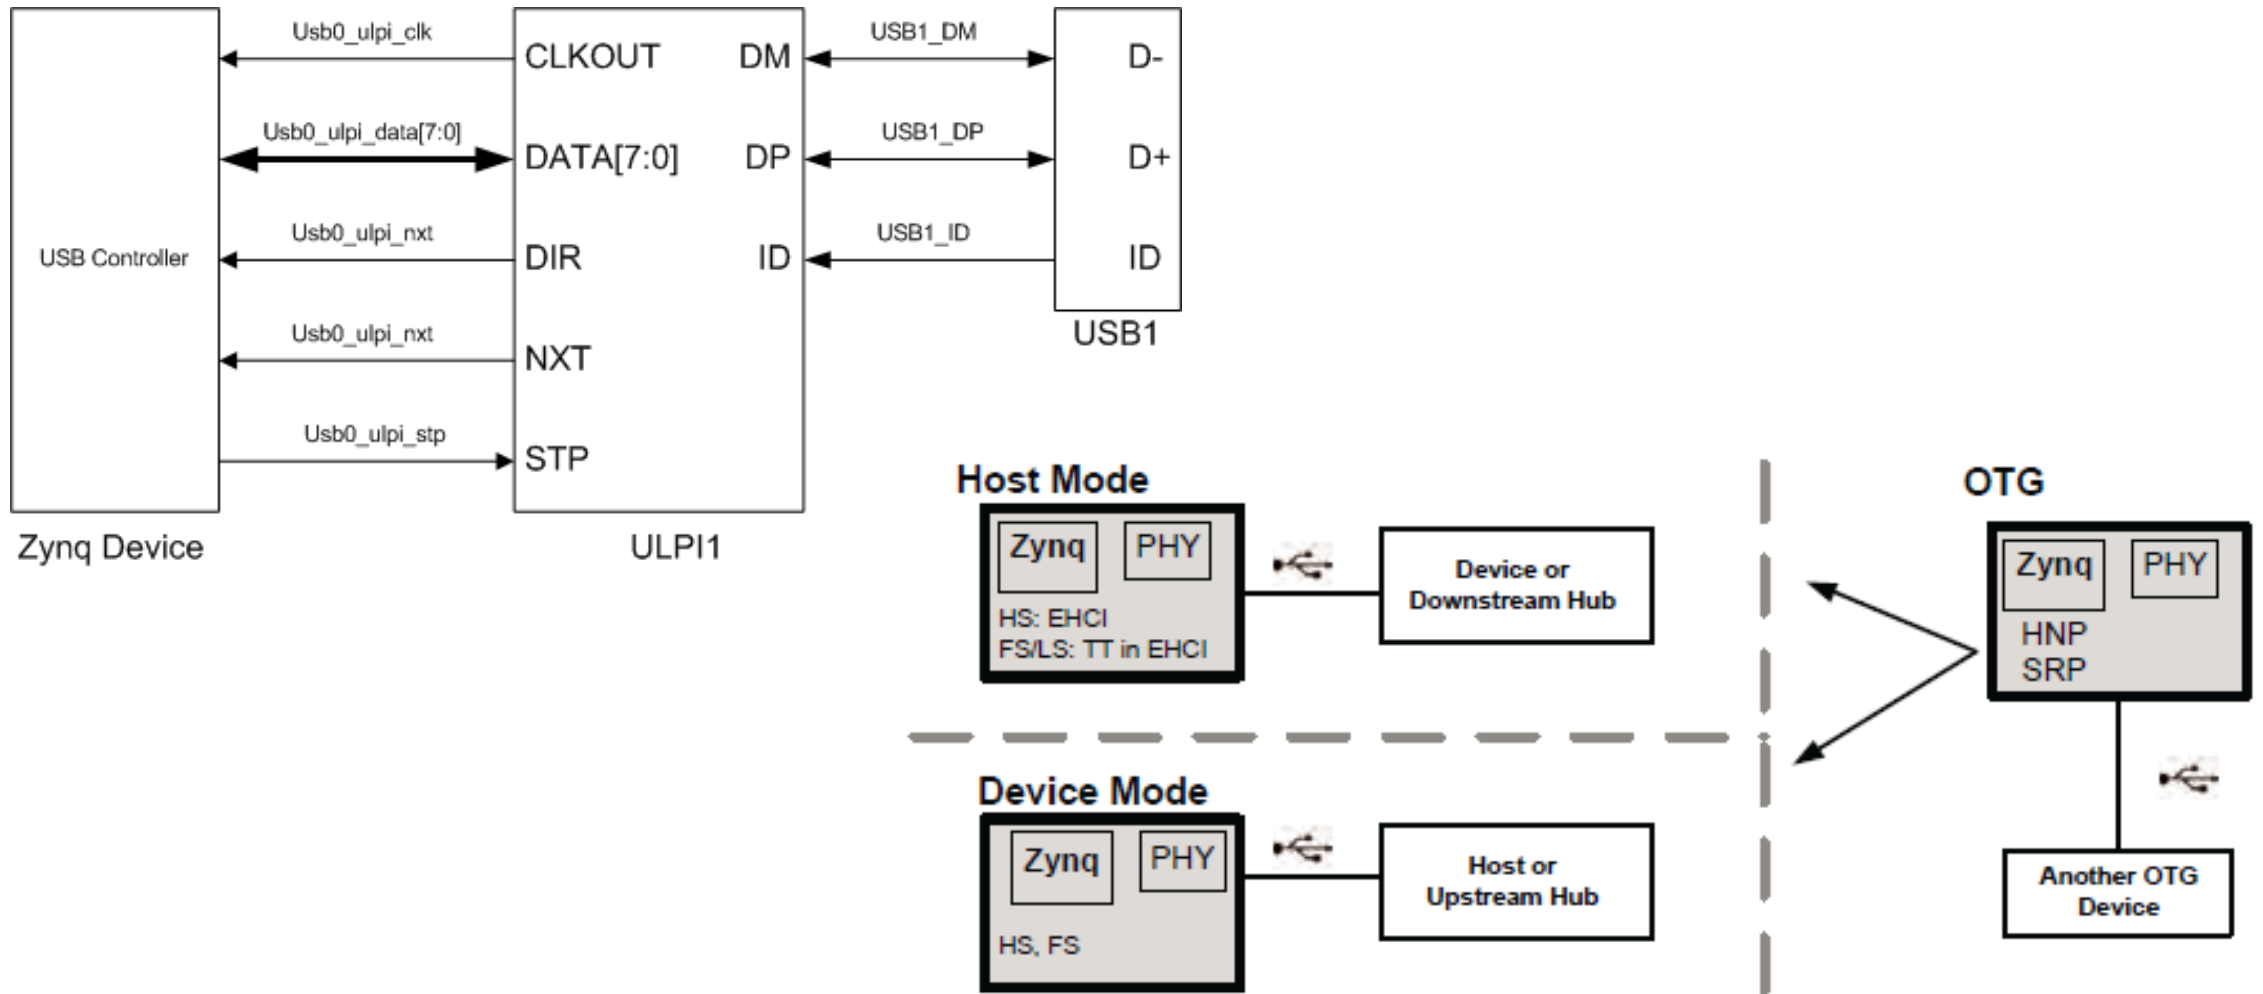 Usb0_ulpi_clk
CLKOUT
DM
USB1_DM
D-
Usb0_ulpi_data[7:0]
DATA[7:0]
DP
USB1_DP
D+
USB Controller
Usb0_ulpi_nxt
DIR
ID
USB1_ID
ID
Usb0_ulpi_nxt
NXT
USB1
Usb0_ulpi_stp
STP
Zynq Device
ULPI1
Host Mode
Zynq
PHY
HS: EHCI
FS/LS: TT in EHCI
Device or
Downstream Hub
OTG
Zynq
PHY
HNP
SRP
Another OTG
Device
Device Mode
Zynq
PHY
HS, FS
Host or
Upstream Hub